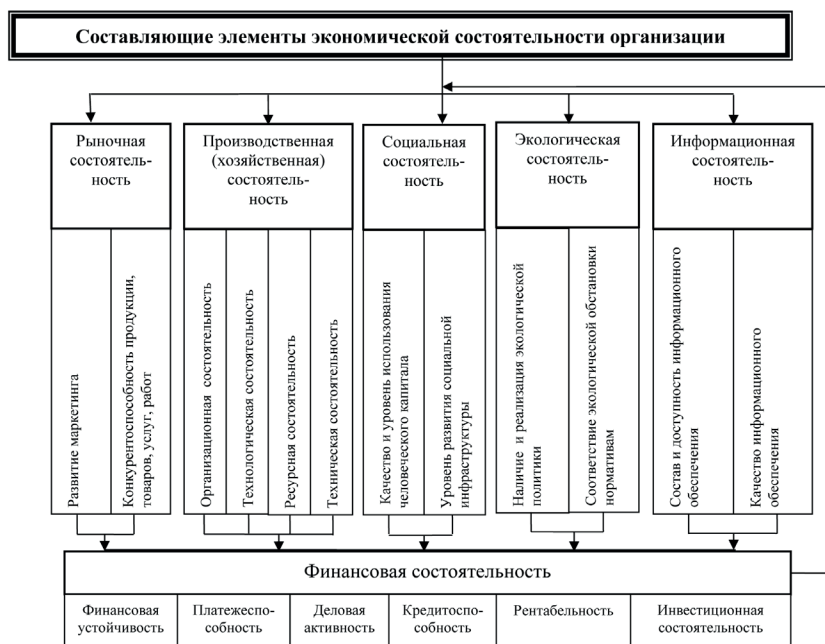 Составляющие элементы экономической состоятельности организации
Рыночная
состоятель-
ность
Производственная
(хозяйственная)
состоятель-
ность
Социальная
состоятель-
ность
Экологическая
состоятель-
ность
Информационная
состоятель-
ность
Развитие маркетинга
Конкурентоспособность продукции,
товаров, услуг, работ
Организационная состоятельность
Технологическая состоятельность
Ресурсная состоятельность
Техническая состоятельность
Качество и уровень использования
человеческого капитала
Уровень развития социальной
инфраструктуры
Наличие и реализация экологической
политики
Соответствие экологической обстановки
нормативам
Состав и доступность информационного
обеспечения
Качество информационного
обеспечения
Финансовая состоятельность
Финансовая
устойчивость
Платежеспо-
собность
Деловая
активность
Кредитоспо-
собность
Рентабельность
Инвестиционная
состоятельность